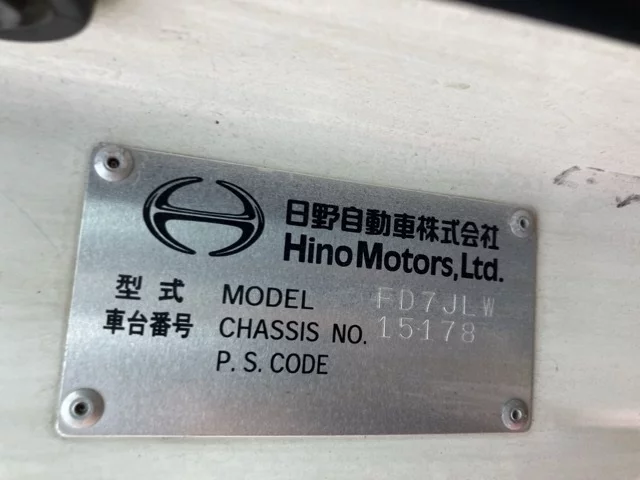 日野自動車株式会社
Hino Motors, Ltd.
型式 MODEL FD7JLW
車台番号 CHASSIS NO. 15178
P. S. CODE